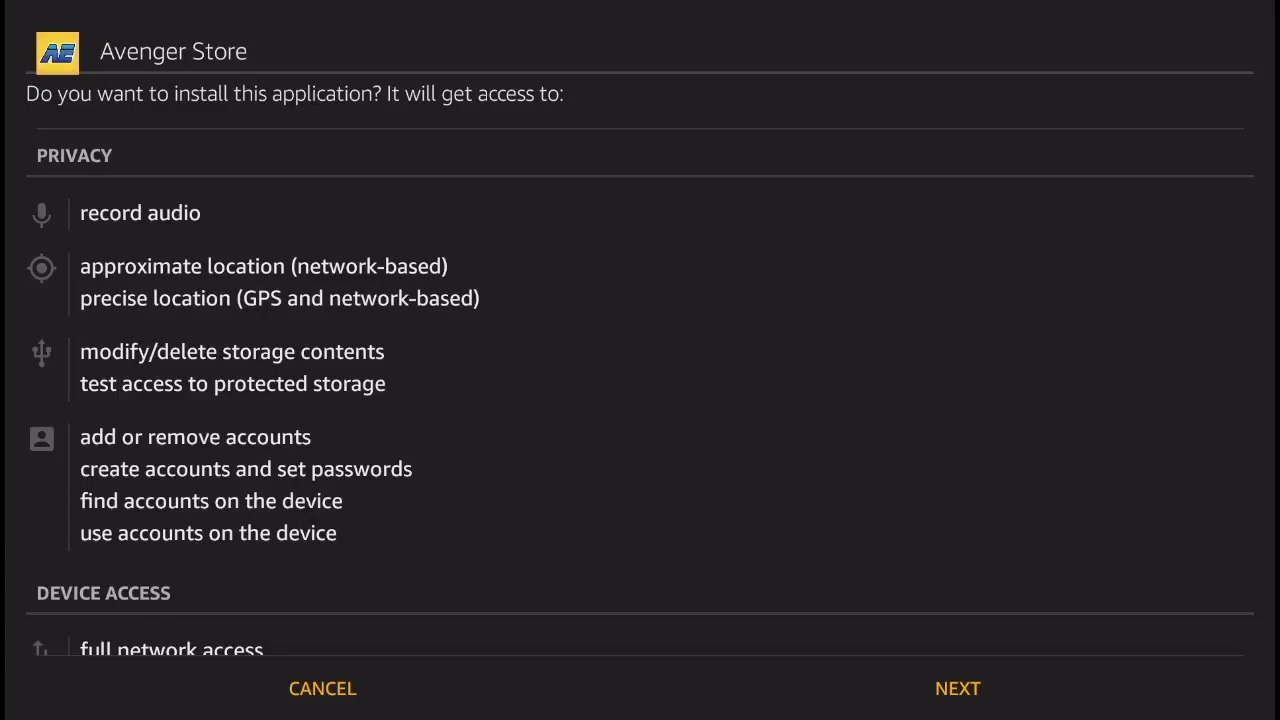 AE
Avenger Store
Do you want to install this application? It will get access to:
PRIVACY
record audio
approximate location (network-based)
precise location (GPS and network-based)
modify/delete storage contents
test access to protected storage
add or remove accounts
create accounts and set passwords
find accounts on the device
use accounts on the device
DEVICE ACCESS
full network access
CANCEL
NEXT